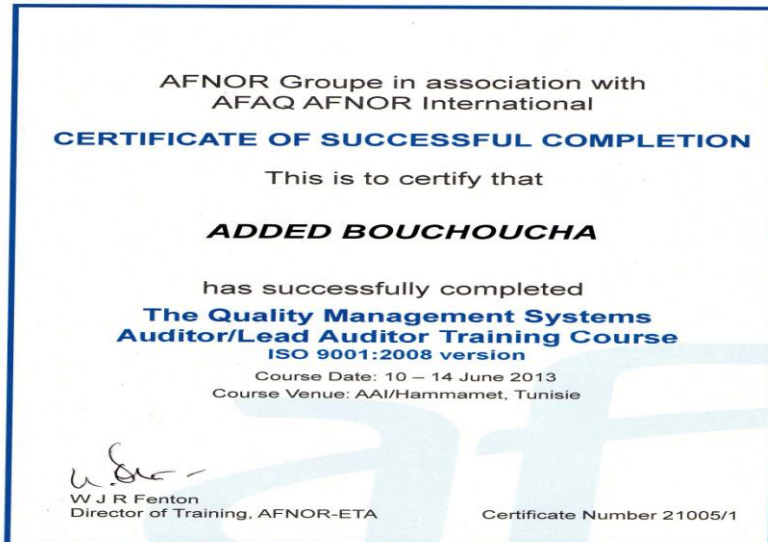 AFNOR Groupe in association with
AFAQ AFNOR International
CERTIFICATE OF SUCCESSFUL COMPLETION
This is to certify that
ADDED BOUCHOUCHA
has successfully completed
The Quality Management Systems
Auditor/Lead Auditor Training Course
ISO 9001:2008 version
Course Date: 10 – 14 June 2013
Course Venue: AAI/Hammamet, Tunisie
W J R Fenton
Director of Training, AFNOR-ETA
Certificate Number 21005/1